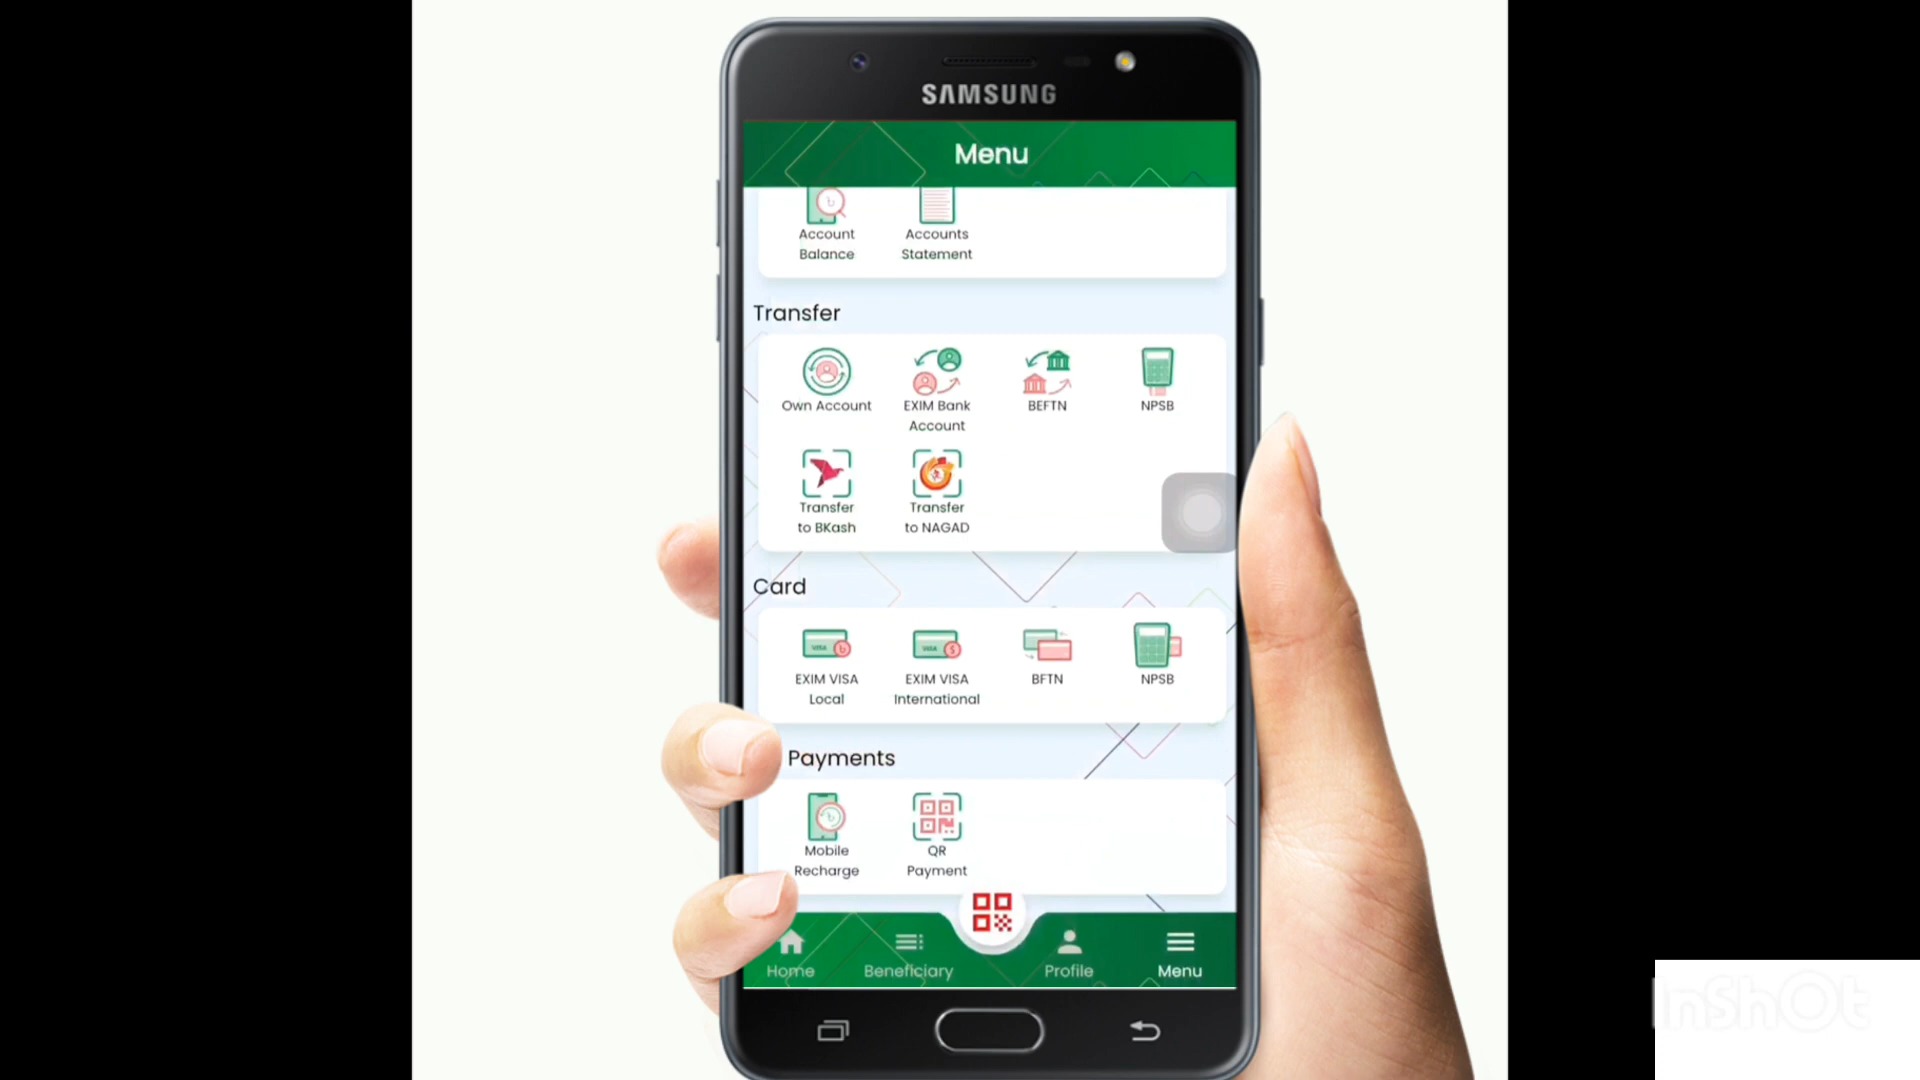 SAMSUNG
Menu
Account
Balance
Accounts
Statement
Transfer
Own Account
EXIM Bank
Account
BEFTN
NPSB
Transfer
to BKash
Transfer
to NAGAD
Card
EXIM VISA
Local
EXIM VISA
International
BFTN
NPSB
Payments
Mobile
Recharge
QR
Payment
Home
Beneficiary
Profile
Menu
InShOt